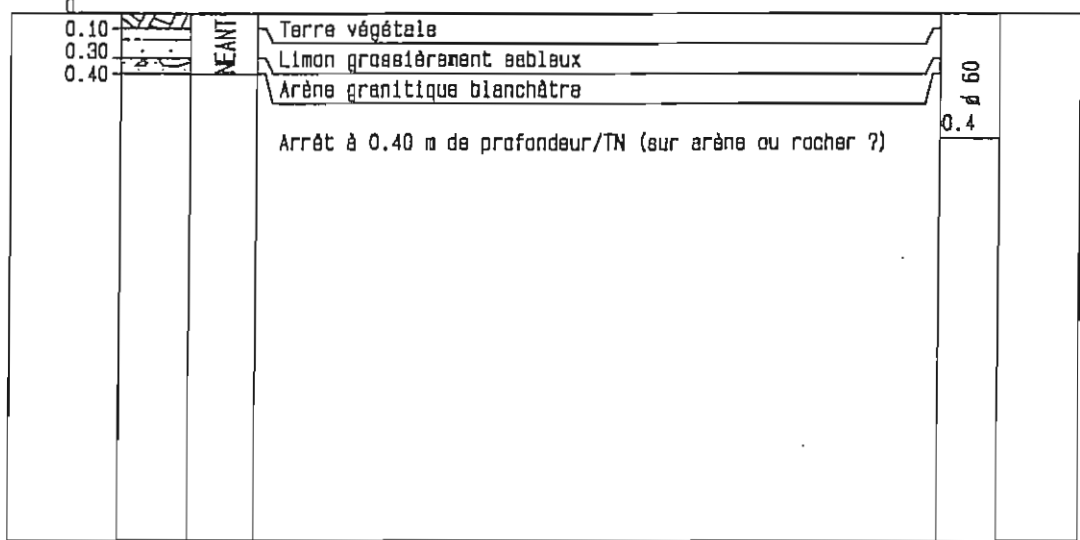 0
0.10
Terre végétale
0.30
Limon grossièrement sableux
0.40
Arène granitique blanchâtre
NEANT
ø 60
0.4
Arrêt à 0.40 m de profondeur/TN (sur arène ou rocher ?)